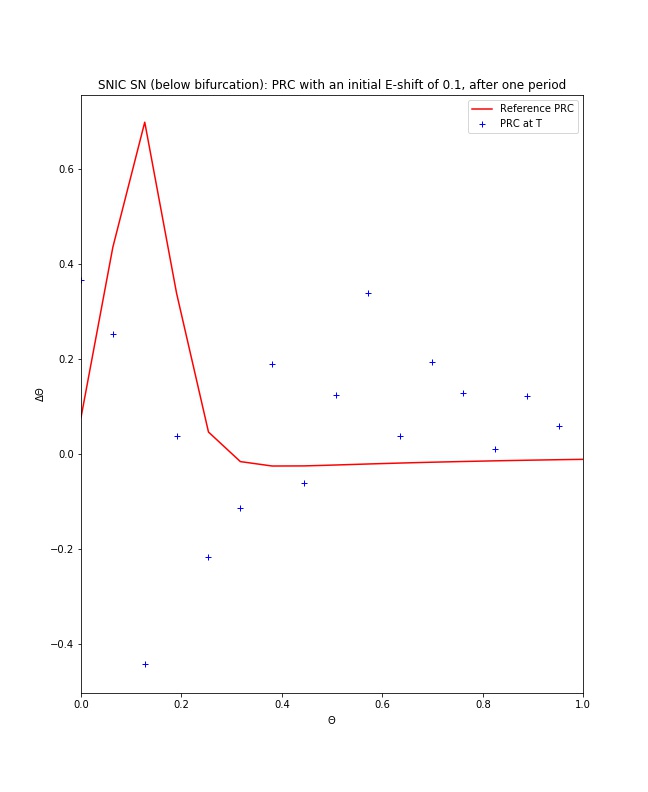 SNIC SN (below bifurcation): PRC with an initial E-shift of 0.1, after one period
Reference PRC
PRC at T
0.6
0.4
0.2
0.0
−0.2
−0.4
ΔΘ
0.0 0.2 0.4 0.6 0.8 1.0
Θ